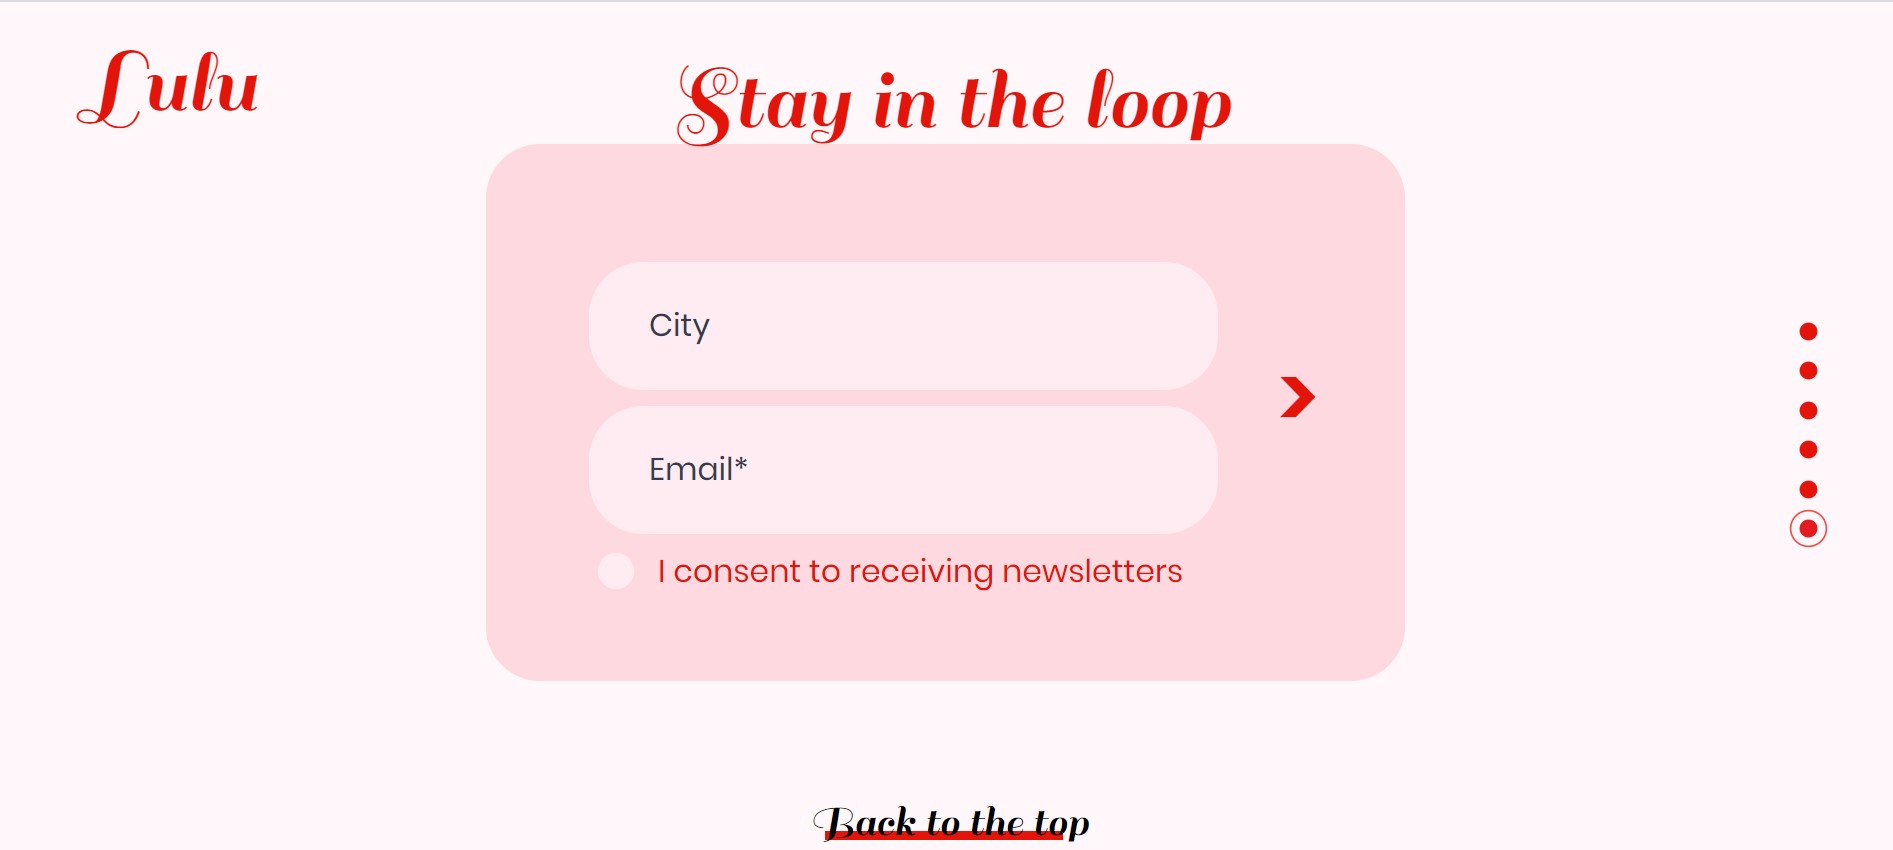 Lulu
Stay in the loop
City
Email*
I consent to receiving newsletters
Back to the top